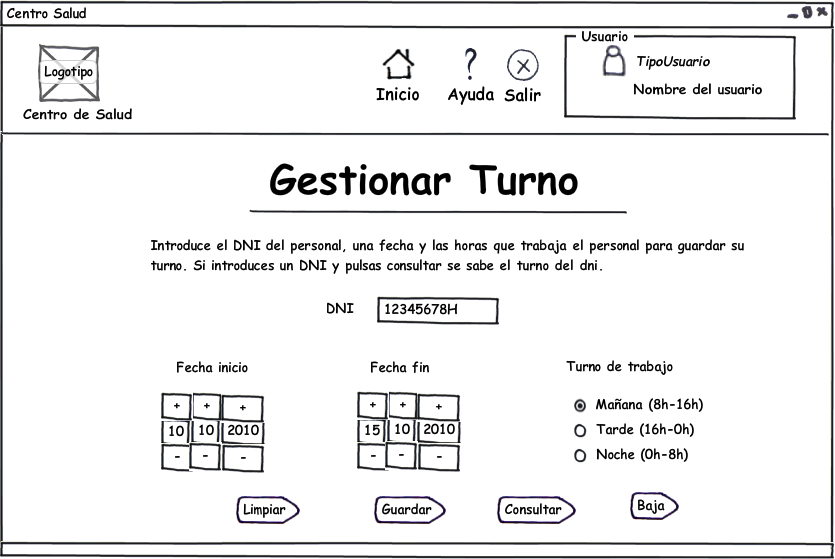 Centro Salud
Usuario
Logotipo
TipoUsuario
Nombre del usuario
Inicio
Ayuda
Salir
Centro de Salud
Gestionar Turno
Introduce el DNI del personal, una fecha y las horas que trabaja el personal para guardar su
turno. Si introduces un DNI y pulsas consultar se sabe el turno del dni.
DNI
12345678H
Fecha inicio
Fecha fin
Turno de trabajo
+ + +
10 10 2010
- - -
+ + +
15 10 2010
- - -
Mañana (8h-16h)
Tarde (16h-0h)
Noche (0h-8h)
Limpiar
Guardar
Consultar
Baja